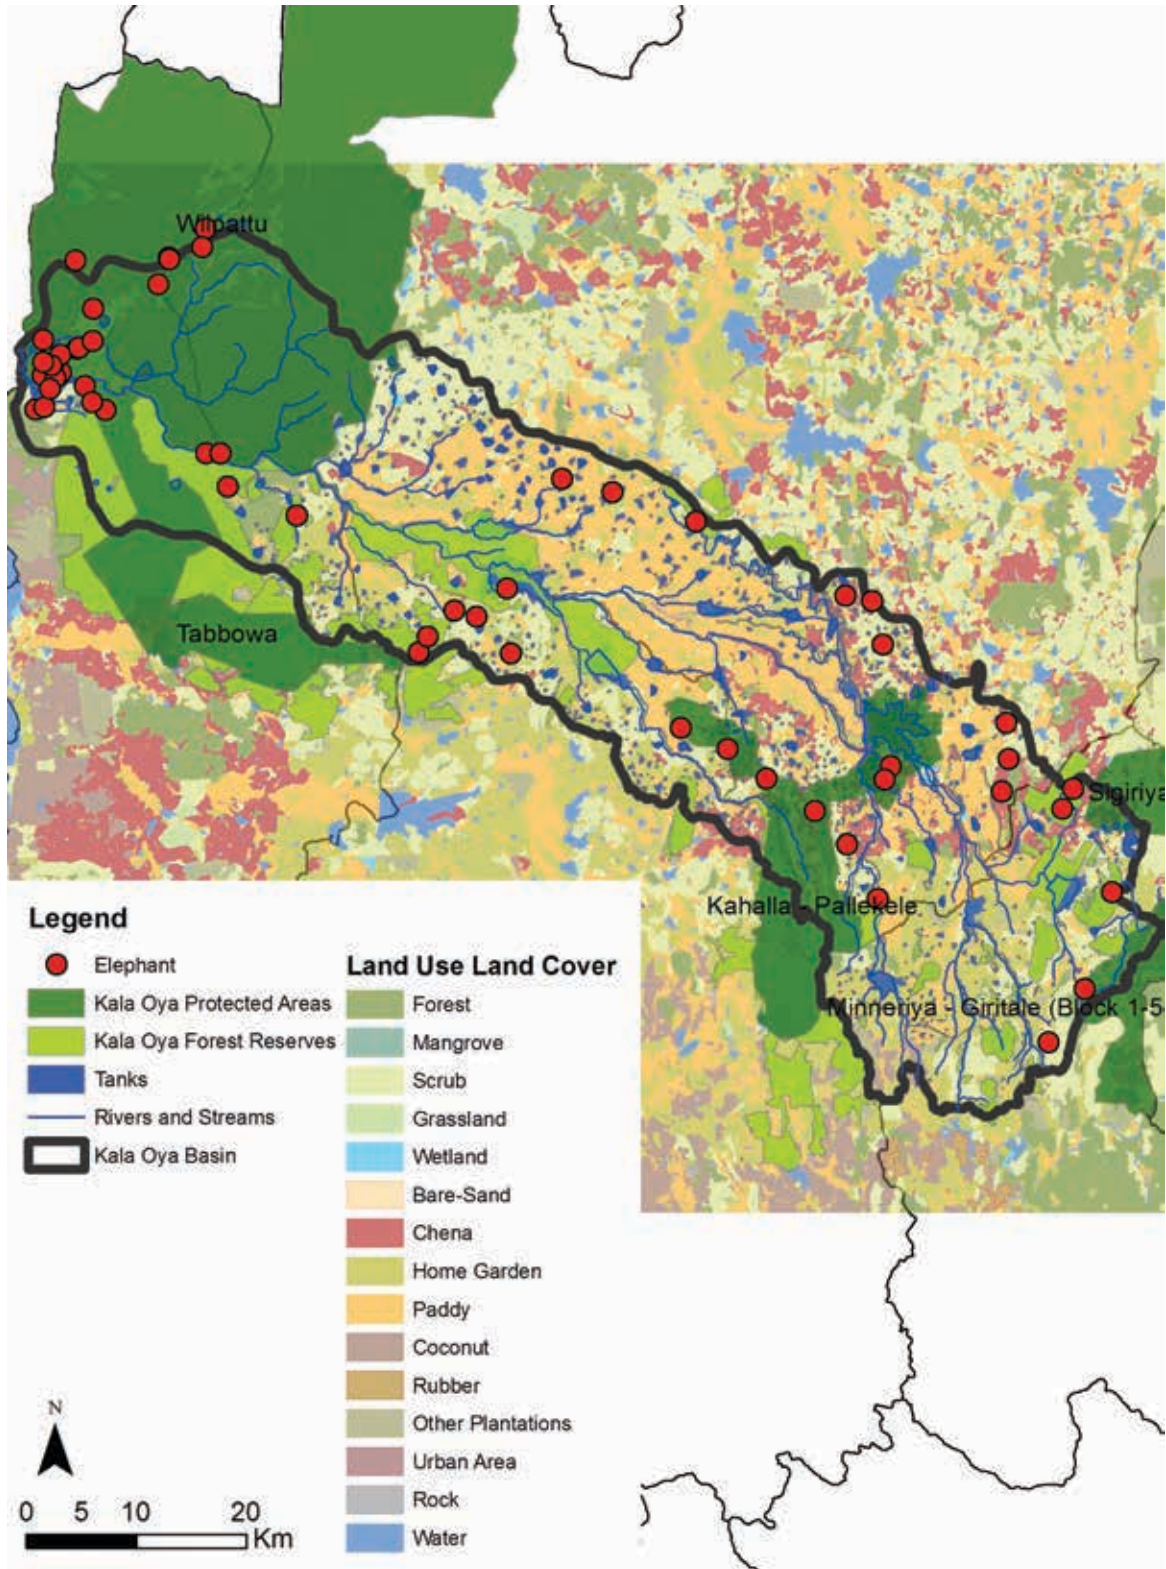 Wilpattu
Tabbowa
Sigiriya
Kahalla - Pallekele
Minneriya - Giritale (Block 1-5
Legend
Elephant
Kala Oya Protected Areas
Kala Oya Forest Reserves
Tanks
Rivers and Streams
Kala Oya Basin
Land Use Land Cover
Forest
Mangrove
Scrub
Grassland
Wetland
Bare-Sand
Chena
Home Garden
Paddy
Coconut
Rubber
Other Plantations
Urban Area
Rock
Water
N
0 5 10 20
Km